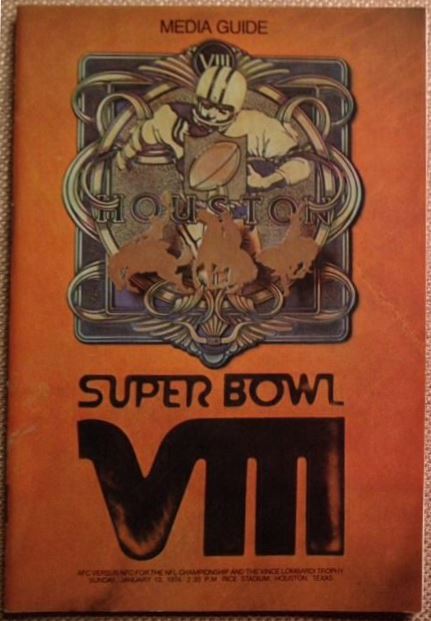 MEDIA GUIDE
VIII
HOUSTON
SUPER BOWL
VIII
AFC VERSUS NFC FOR THE NFL CHAMPIONSHIP AND THE VINCE LOMBARDI TROPHY
SUNDAY, JANUARY 13, 1974 2:30 P.M. RICE STADIUM, HOUSTON, TEXAS